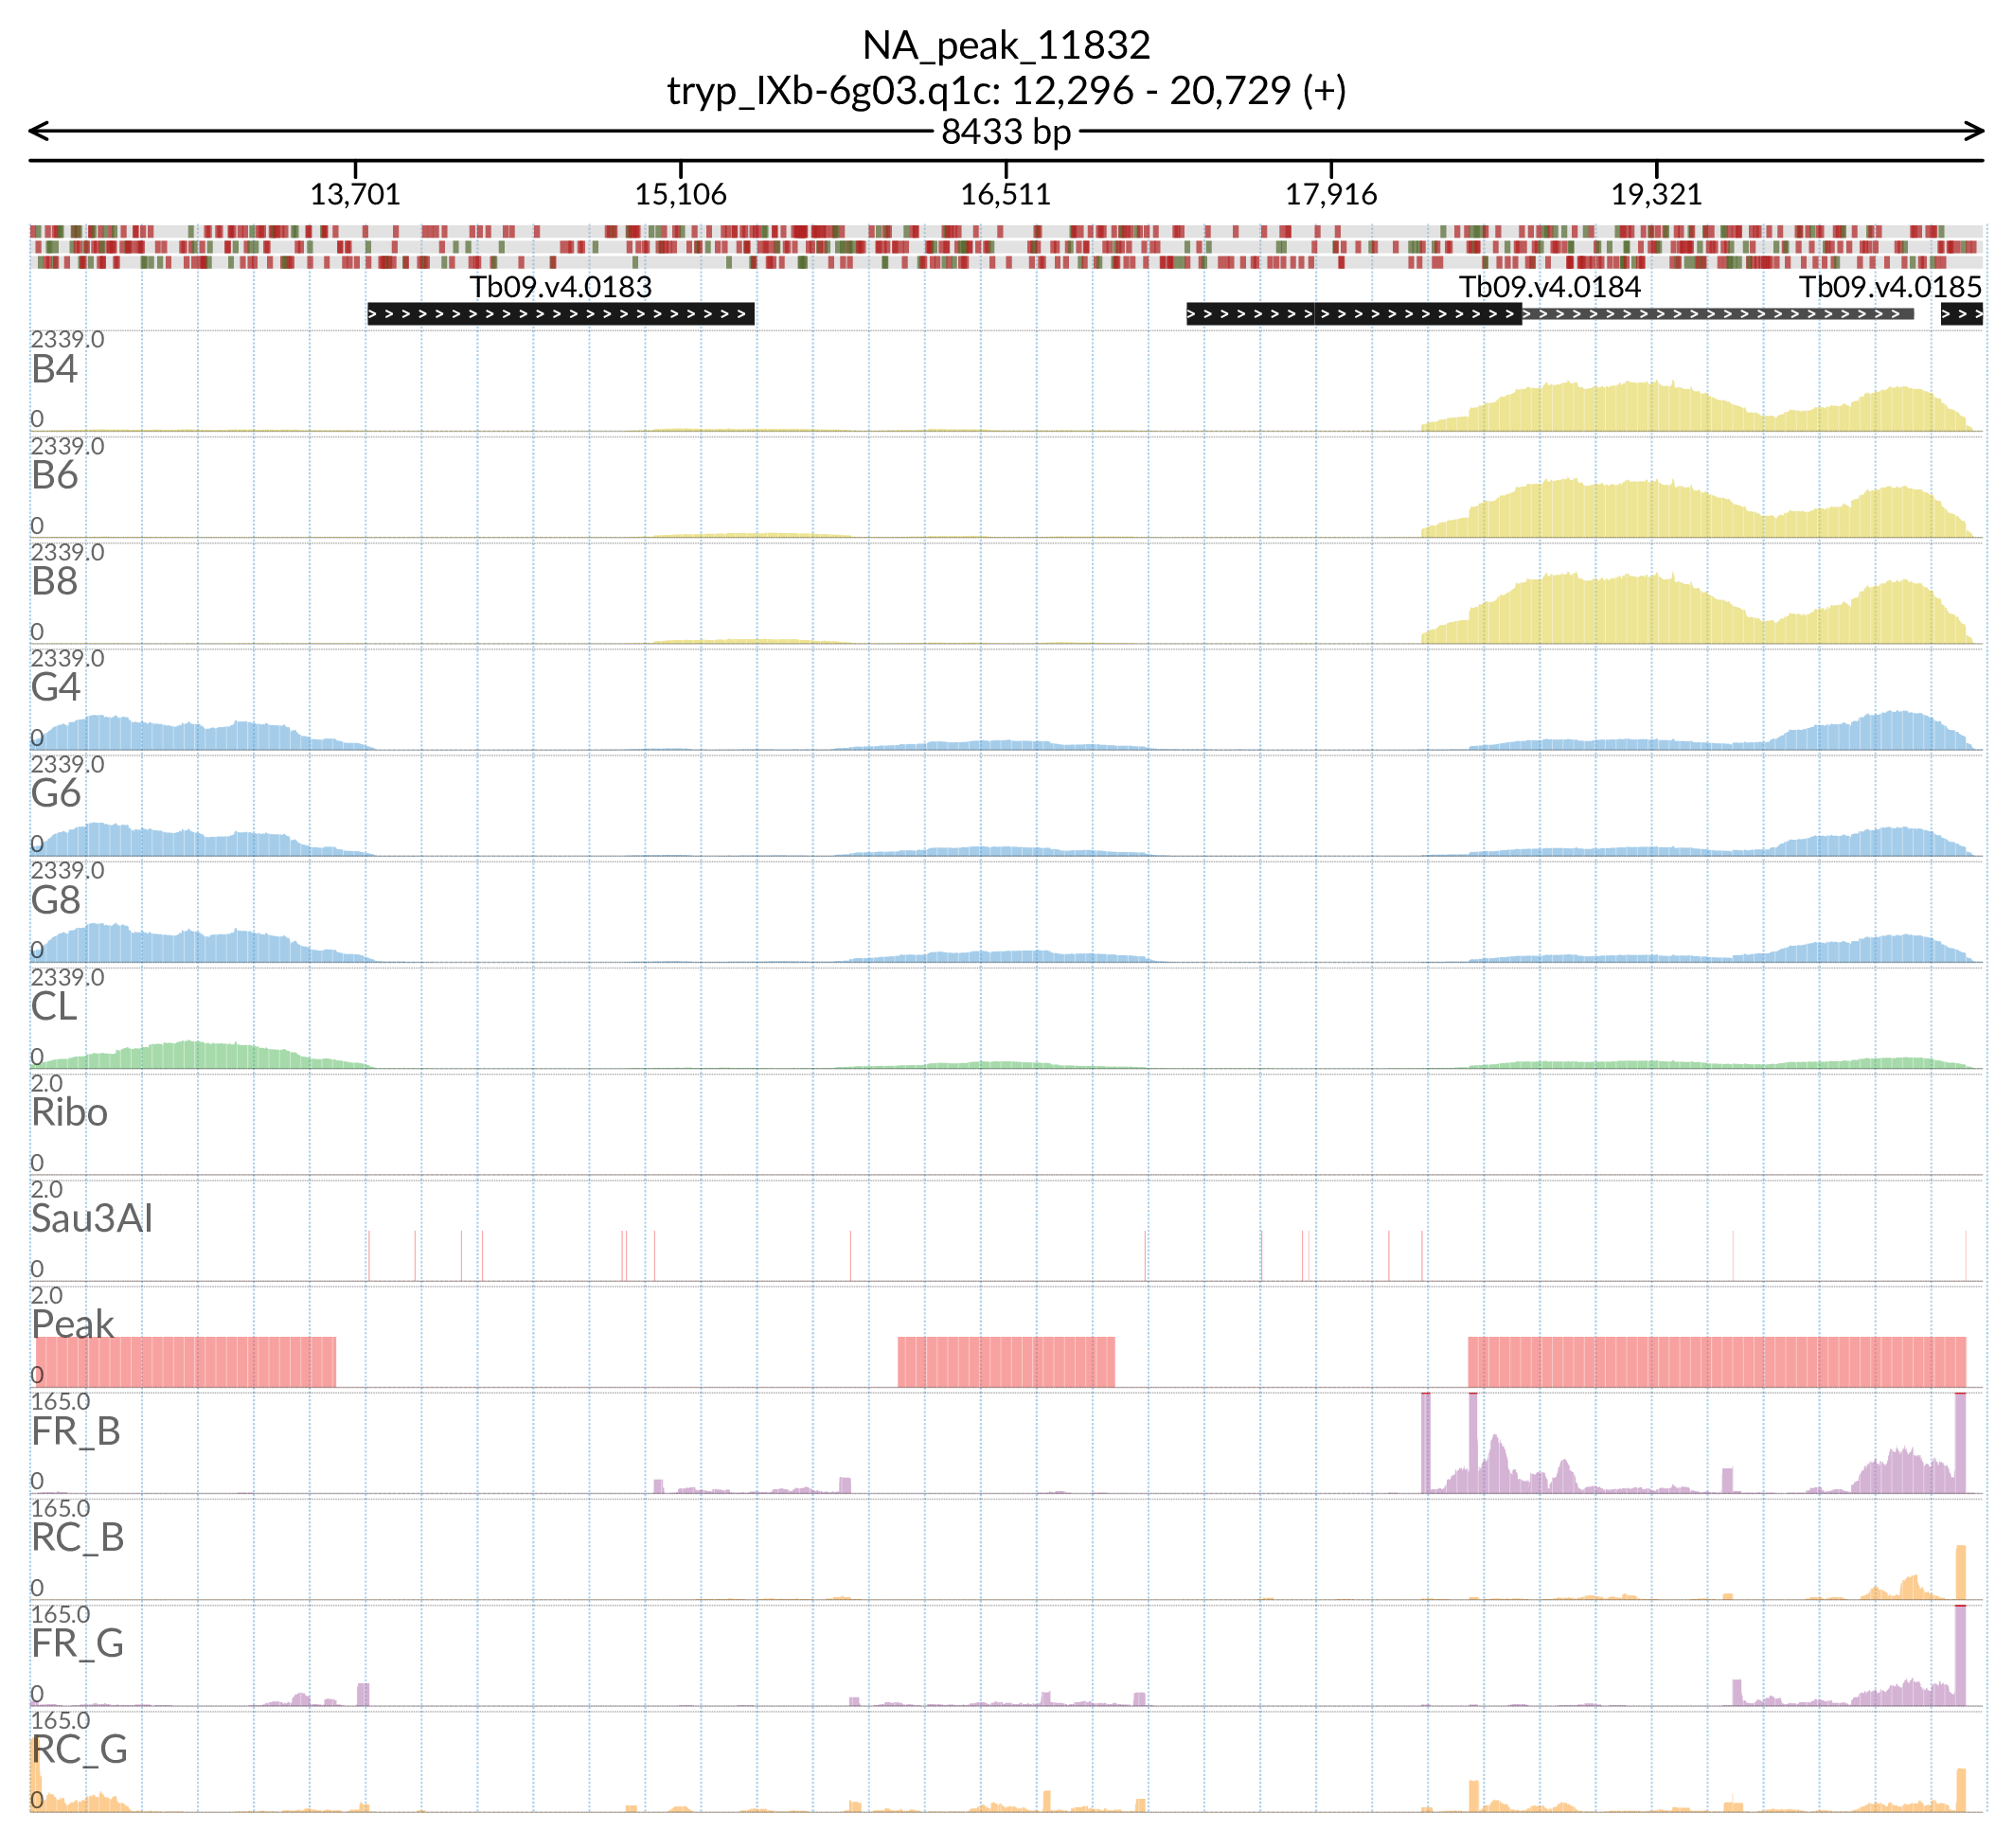 NA_peak_11832
tryp_IXb-6g03.q1c: 12,296 - 20,729 (+)
8433 bp
13,701 15,106 16,511 17,916 19,321
Tb09.v4.0183 Tb09.v4.0184 Tb09.v4.0185
2339.0
B4
0
2339.0
B6
0
2339.0
B8
0
2339.0
G4
0
2339.0
G6
0
2339.0
G8
0
2339.0
CL
0
2.0
Ribo
0
2.0
Sau3AI
0
2.0
Peak
0
165.0
FR_B
0
165.0
RC_B
0
165.0
FR_G
0
165.0
RC_G
0